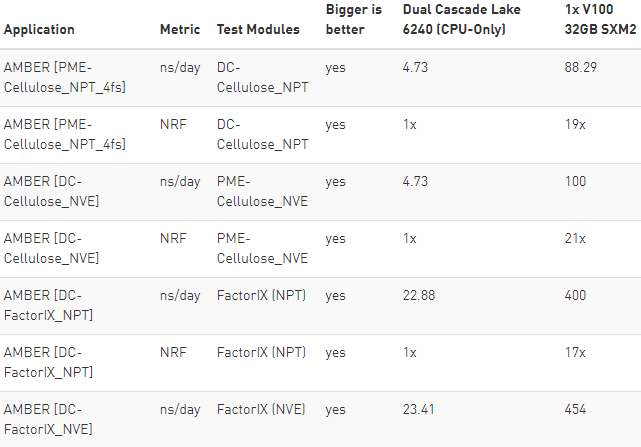 Application Metric Test Modules Bigger is better Dual Cascade Lake 6240 (CPU-Only) 1x V100 32GB SXM2
AMBER [PME-Cellulose_NPT_4fs] ns/day DC-Cellulose_NPT yes 4.73 88.29
AMBER [PME-Cellulose_NPT_4fs] NRF DC-Cellulose_NPT yes 1x 19x
AMBER [DC-Cellulose_NVE] ns/day PME-Cellulose_NVE yes 4.73 100
AMBER [DC-Cellulose_NVE] NRF PME-Cellulose_NVE yes 1x 21x
AMBER [DC-FactorIX_NPT] ns/day FactorIX (NPT) yes 22.88 400
AMBER [DC-FactorIX_NPT] NRF FactorIX (NPT) yes 1x 17x
AMBER [DC-FactorIX_NVE] ns/day FactorIX (NVE) yes 23.41 454